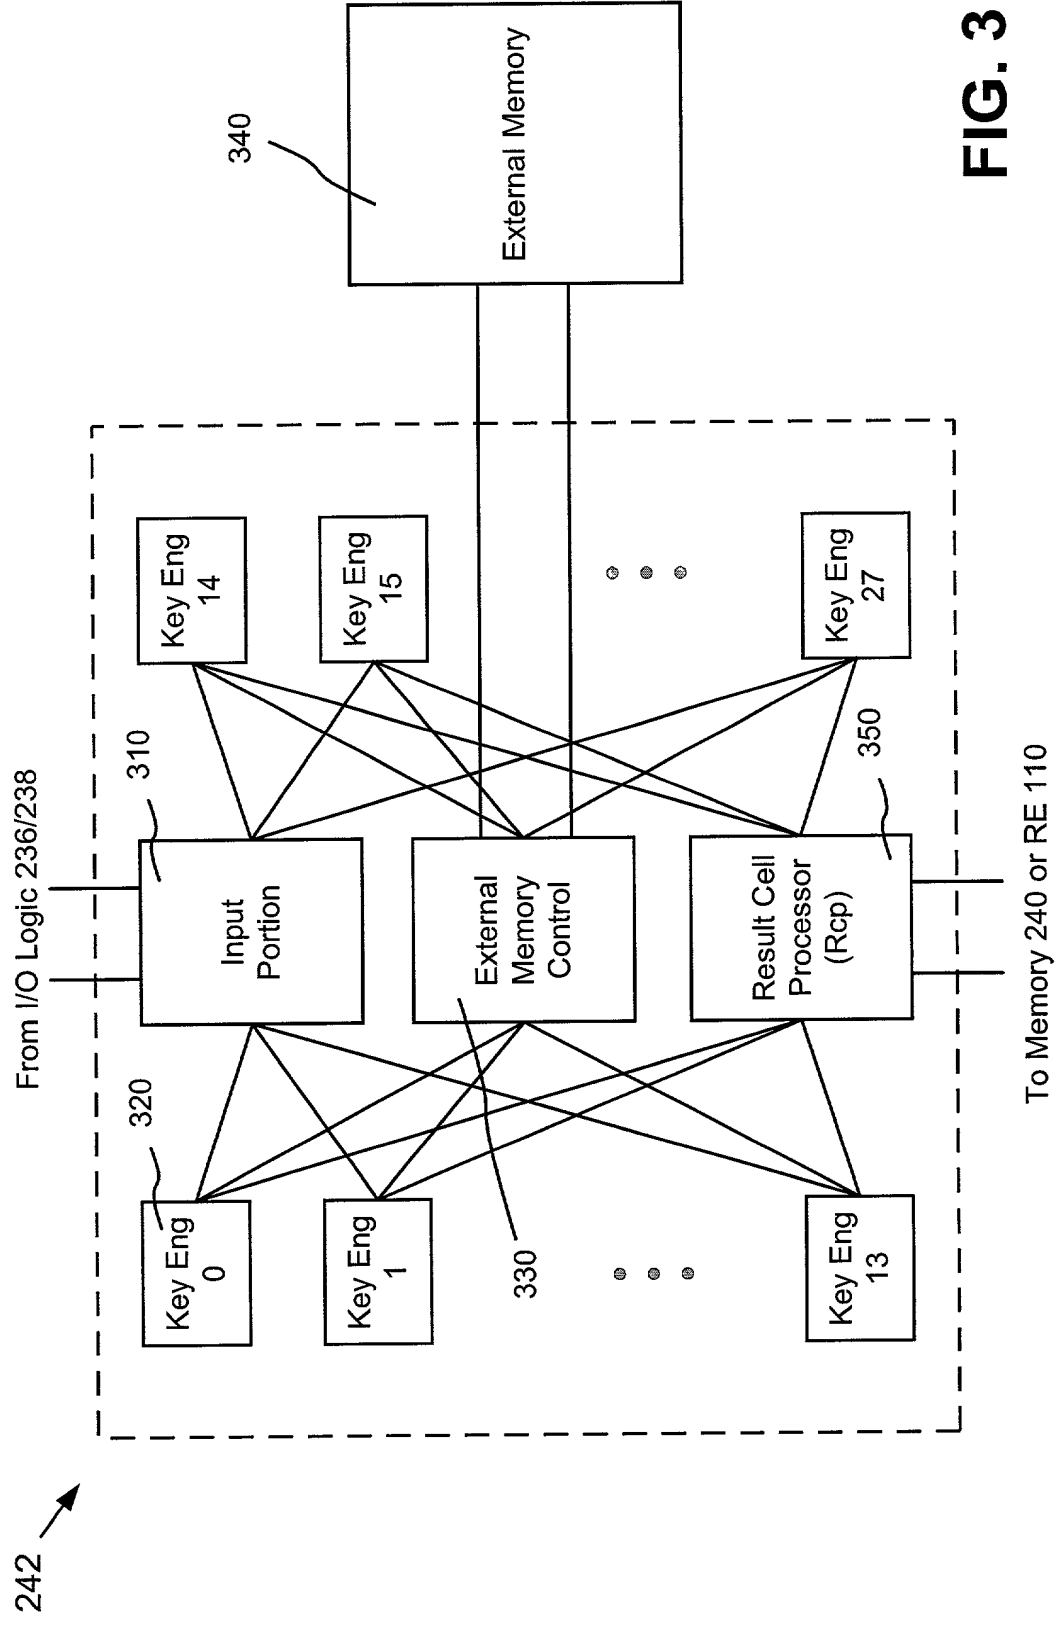 242
From I/O Logic 236/238
320
310
Key Eng
0
Input
Portion
Key Eng
14
340
Key Eng
1
External
Memory
Control
Key Eng
15
External Memory
330
Key Eng
13
Result Cell
Processor
(Rcp)
350
Key Eng
27
To Memory 240 or RE 110
FIG. 3